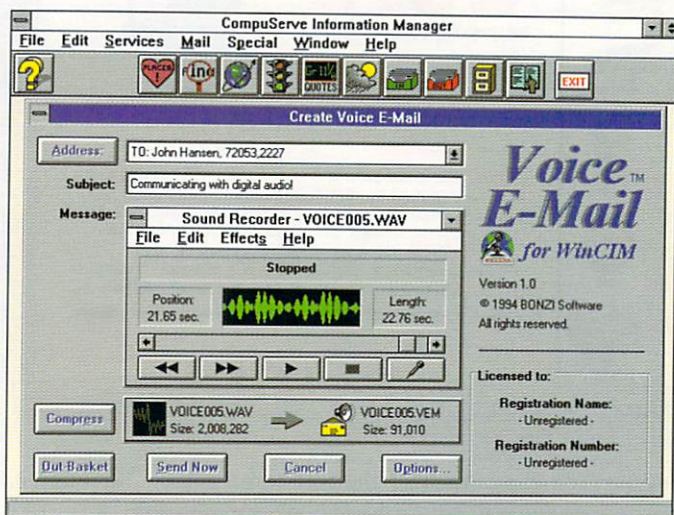 CompuServe Information Manager
File Edit Services Mail Special Window Help
PLACES!
Find
QUOTES
EXIT
Create Voice E-Mail
Address:
TO: John Hansen, 72053,2227
Subject:
Communicating with digital audio!
Message:
Sound Recorder - VOICE005.WAV
File Edit Effects Help
Stopped
Position:
21.65 sec.
Length:
22.76 sec.
Compress
VOICE005.WAV
Size: 2,008,282
VOICE005.VEM
Size: 91,010
Out-Basket
Send Now
Cancel
Options...
Voice™
E-Mail
for WinCIM
Version 1.0
© 1994 BONZI Software
All rights reserved.
Licensed to:
Registration Name:
- Unregistered -
Registration Number:
- Unregistered -